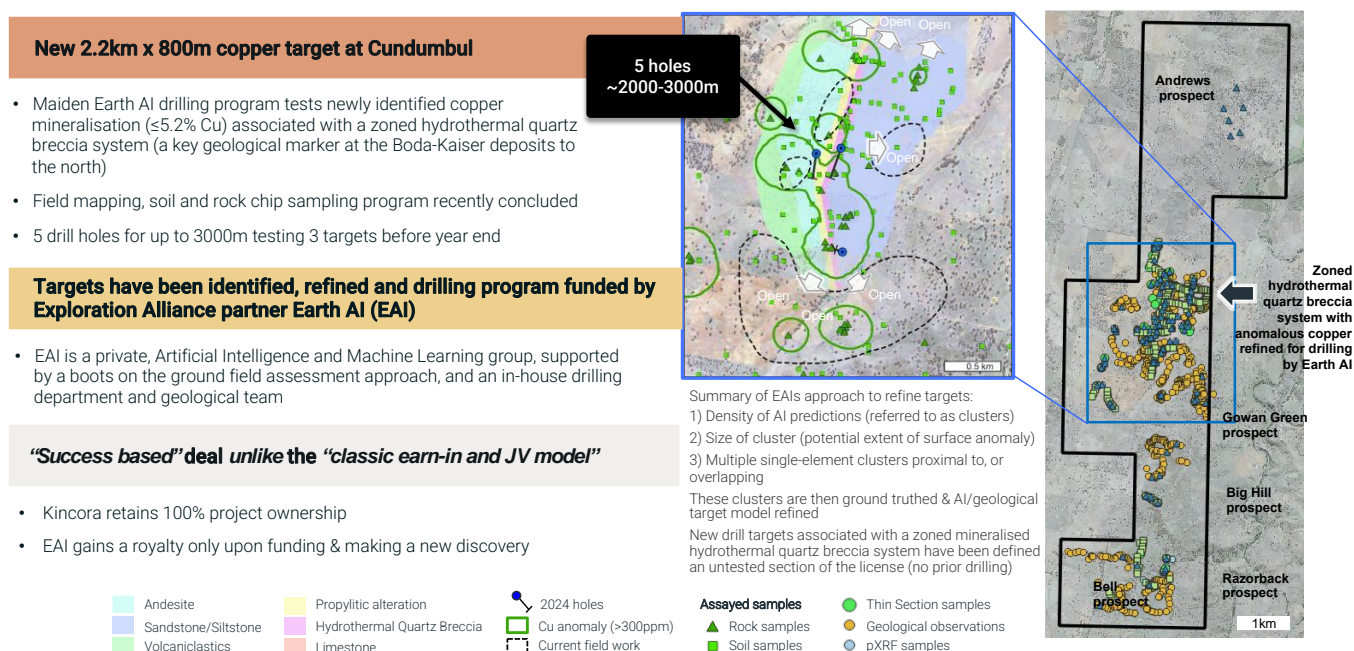 New 2.2km x 800m copper target at Cundumbul
• Maiden Earth AI drilling program tests newly identified copper
mineralisation (≤5.2% Cu) associated with a zoned hydrothermal quartz
breccia system (a key geological marker at the Boda-Kaiser deposits to
the north)
• Field mapping, soil and rock chip sampling program recently concluded
• 5 drill holes for up to 3000m testing 3 targets before year end
Targets have been identified, refined and drilling program funded by
Exploration Alliance partner Earth AI (EAI)
• EAI is a private, Artificial Intelligence and Machine Learning group, supported
by a boots on the ground field assessment approach, and an in-house drilling
department and geological team
“Success based” deal unlike the “classic earn-in and JV model”
• Kincora retains 100% project ownership
• EAI gains a royalty only upon funding & making a new discovery
5 holes
~2000-3000m
Open
Open
Open
Open
Open
Open
0.5 km
Summary of EAIs approach to refine targets:
1) Density of AI predictions (referred to as clusters)
2) Size of cluster (potential extent of surface anomaly)
3) Multiple single-element clusters proximal to, or
overlapping
These clusters are then ground truthed & AI/geological
target model refined
New drill targets associated with a zoned mineralised
hydrothermal quartz breccia system have been defined
an untested section of the license (no prior drilling)
Andrews
prospect
Zoned
hydrothermal
quartz breccia
system with
anomalous copper
refined for drilling
by Earth AI
Gowan Green
prospect
Big Hill
prospect
Bell
prospect
Razorback
prospect
1km
Andesite
Sandstone/Siltstone
Volcaniclastics
Propylitic alteration
Hydrothermal Quartz Breccia
Limestone
2024 holes
Cu anomaly (>300ppm)
Current field work
Assayed samples
Rock samples
Soil samples
Thin Section samples
Geological observations
pXRF samples